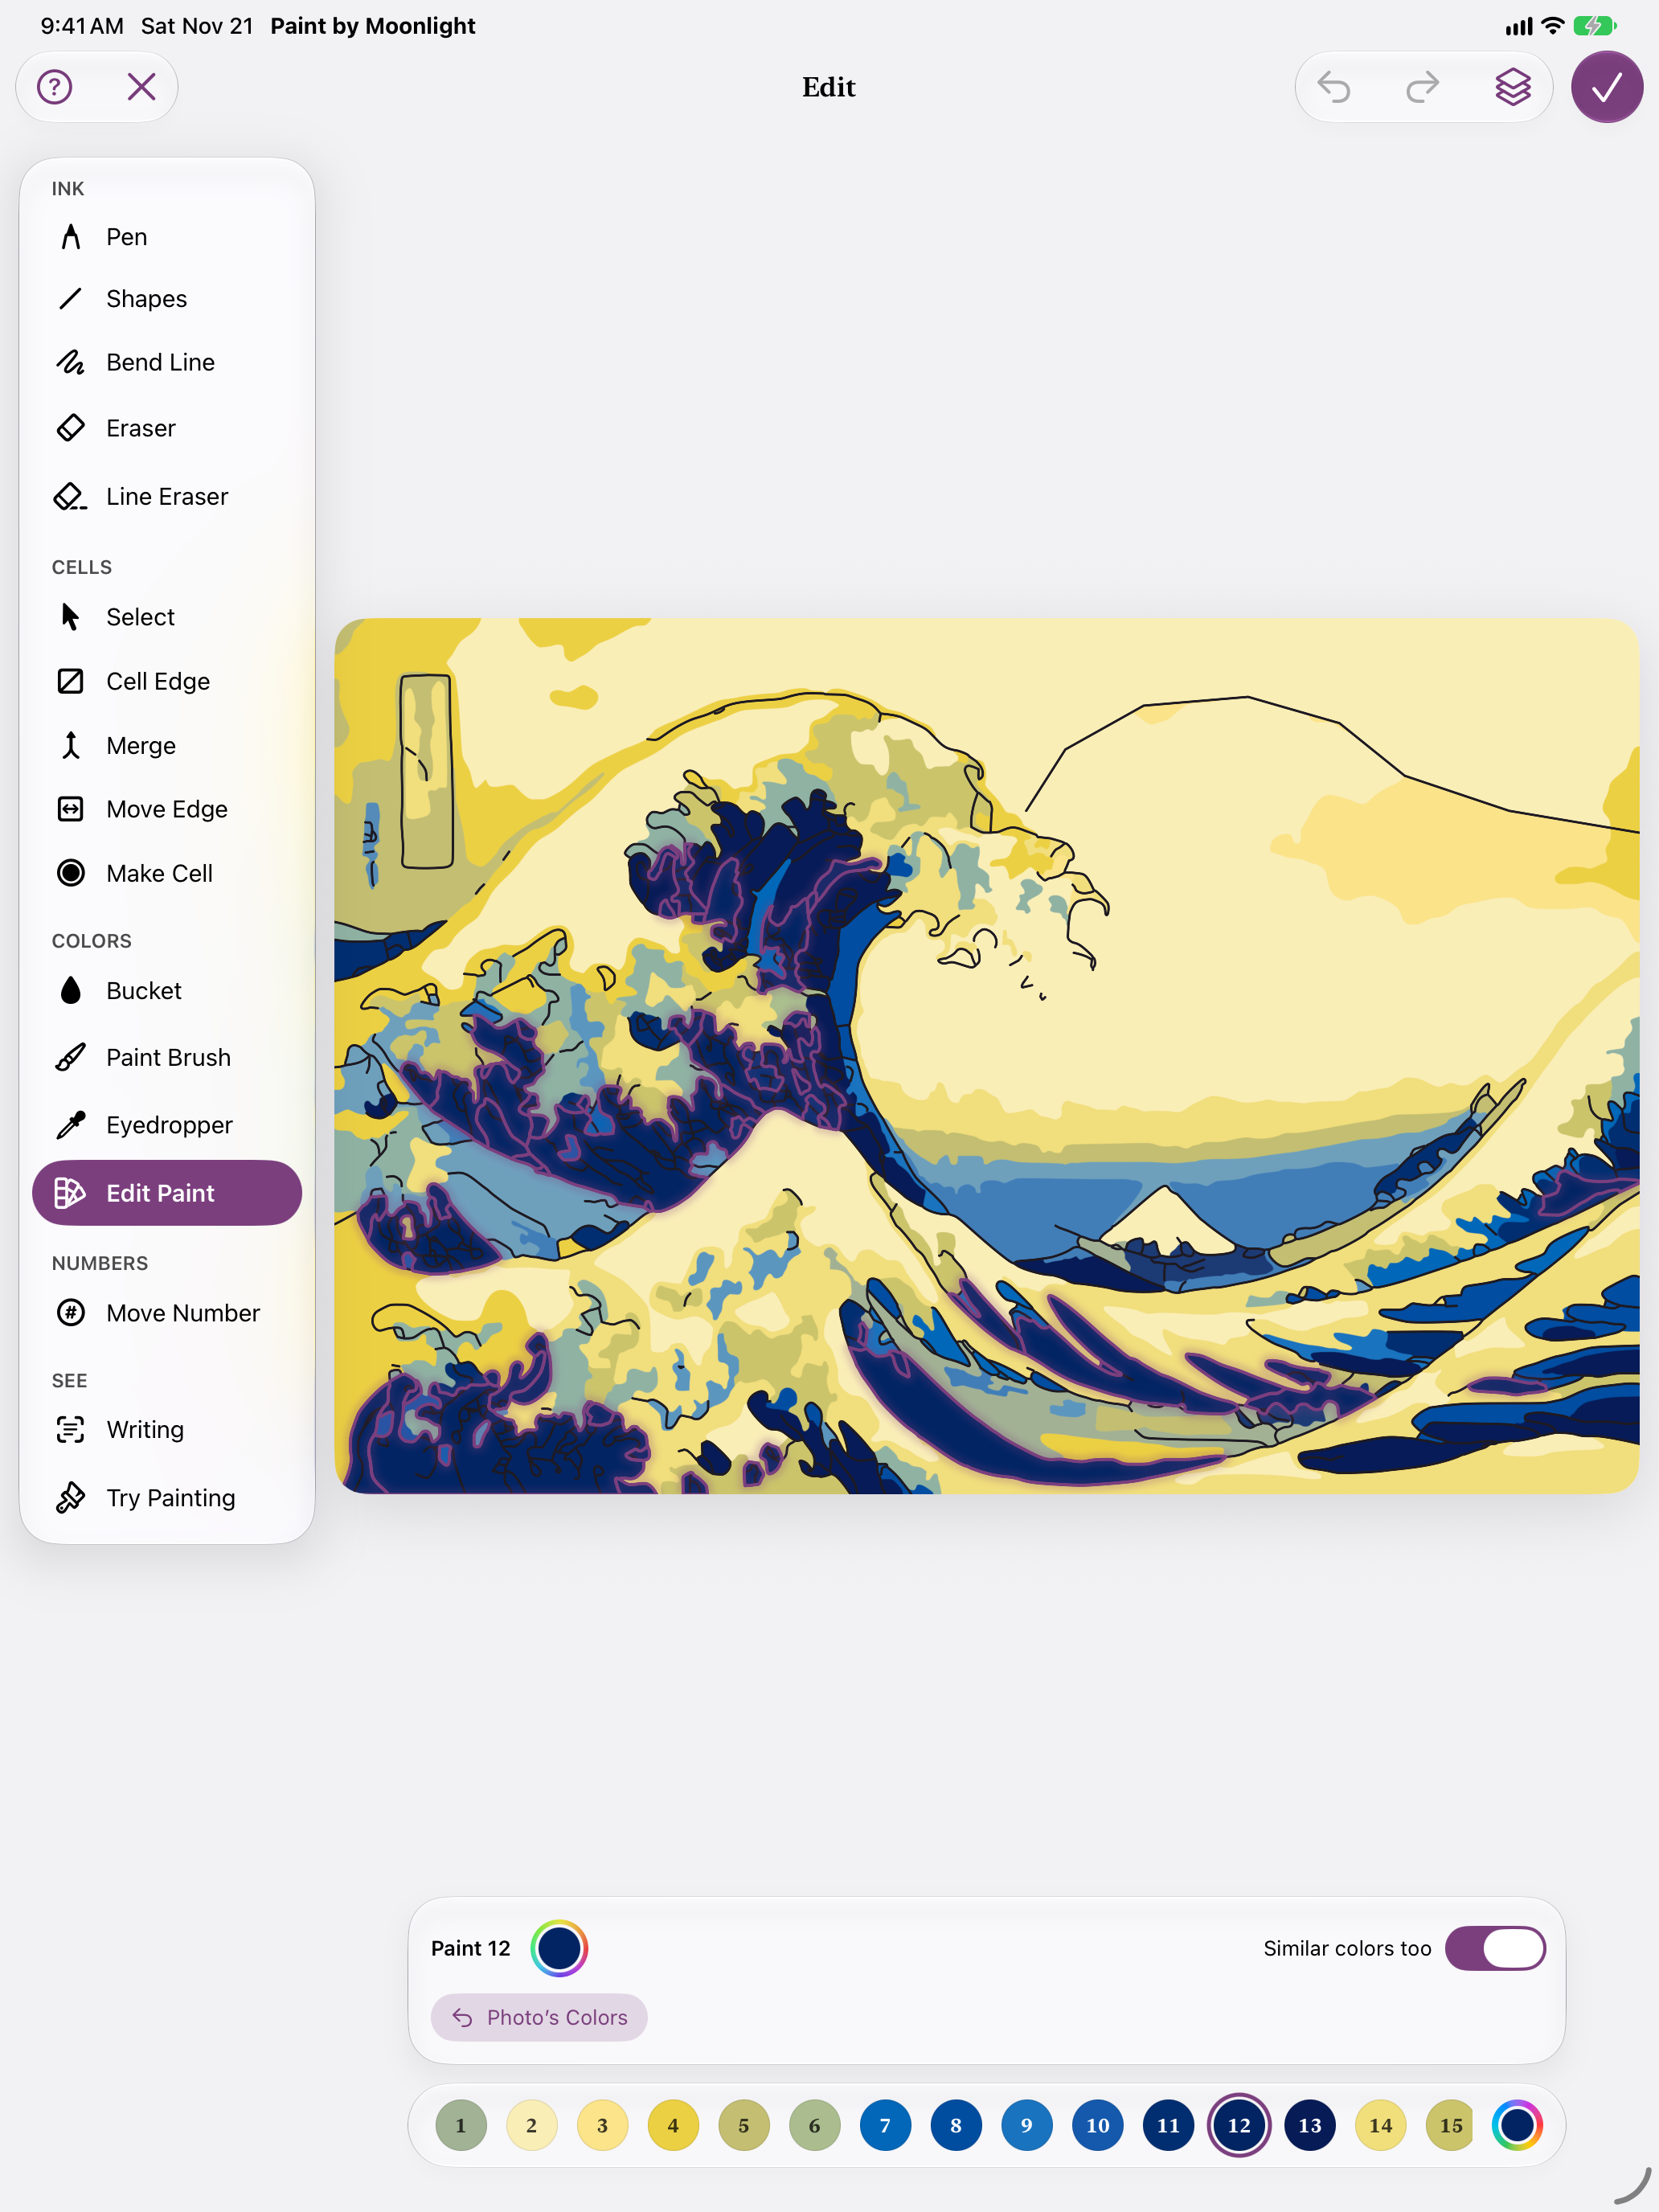 9:41 AM Sat Nov 21 Paint by Moonlight
Edit
INK
Pen
Shapes
Bend Line
Eraser
Line Eraser
CELLS
Select
Cell Edge
Merge
Move Edge
Make Cell
COLORS
Bucket
Paint Brush
Eyedropper
Edit Paint
NUMBERS
# Move Number
SEE
Writing
Try Painting
Paint 12
Similar colors too
Photo’s Colors
1 2 3 4 5 6 7 8 9 10 11 12 13 14 15